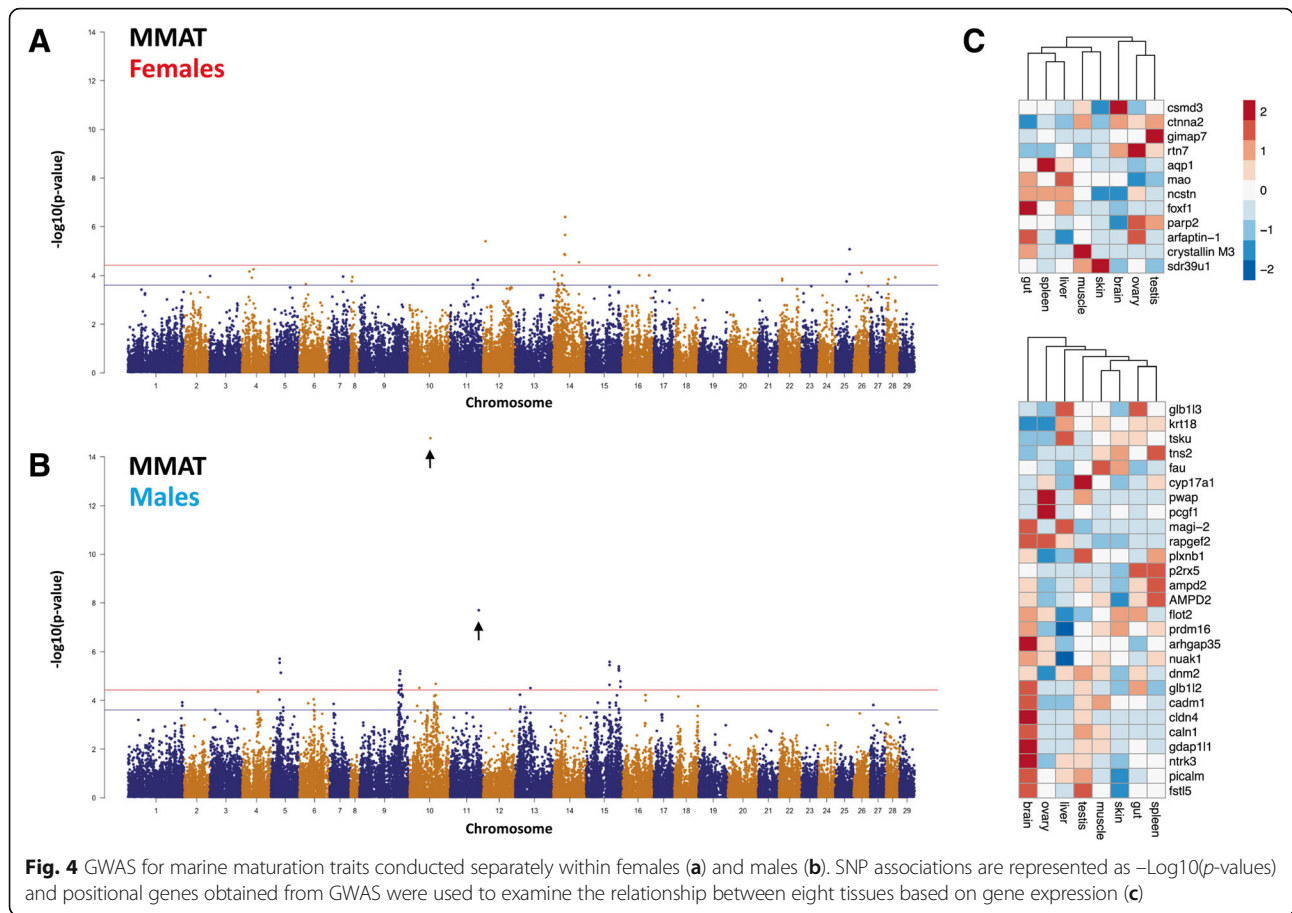 A
MMAT
Females
14
12
10
8
6
4
2
0
-log10(p-value)
1 2 3 4 5 6 7 8 9 10 11 12 13 14 15 16 17 18 19 20 21 22 23 24 25 26 27 28 29
Chromosome
B
MMAT
Males
14
12
10
8
6
4
2
0
-log10(p-value)
1 2 3 4 5 6 7 8 9 10 11 12 13 14 15 16 17 18 19 20 21 22 23 24 25 26 27 28 29
Chromosome
C
csmd3
ctnna2
gimap7
rtn7
aqp1
mao
ncstn
foxf1
parp2
arfaptin−1
crystallin M3
sdr39u1
gut spleen liver muscle skin brain ovary testis
2
1
0
−1
−2
glb1l3
krt18
tsku
tns2
fau
cyp17a1
pwap
pcgf1
magi−2
rapgef2
plxnb1
p2rx5
ampd2
AMPD2
flot2
prdm16
arhgap35
nuak1
dnm2
glb1l2
cadm1
cldn4
caln1
gdap1l1
ntrk3
picalm
fstl5
brain ovary liver testis muscle skin gut spleen
Fig. 4 GWAS for marine maturation traits conducted separately within females (a) and males (b). SNP associations are represented as −Log10(p-values)
and positional genes obtained from GWAS were used to examine the relationship between eight tissues based on gene expression (c)